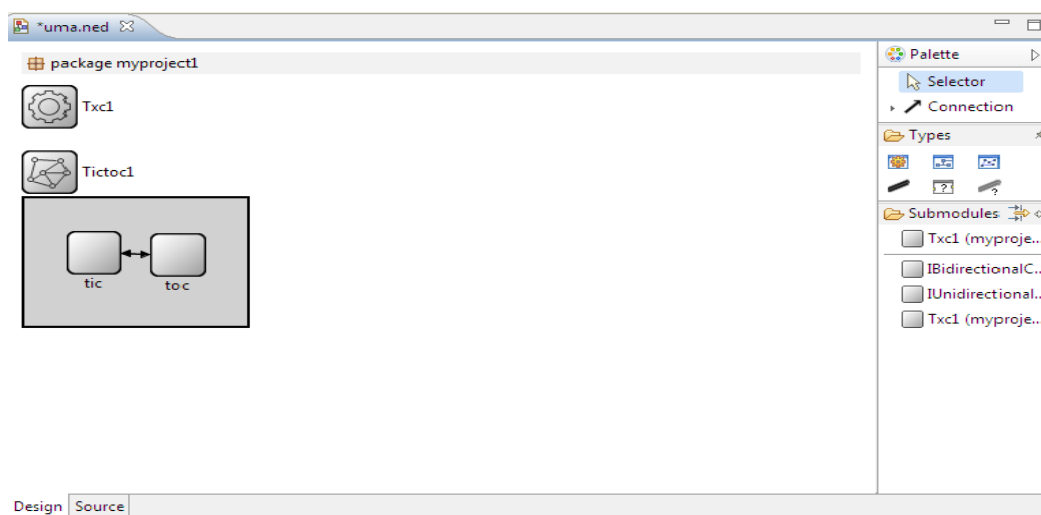 *uma.ned
package myproject1
Txc1
Tictoc1
tic
toc
Palette
Selector
Connection
Types
Submodules
Txc1 (myproje...
IBidirectionalC...
IUnidirectional...
Txc1 (myproje...
Design Source